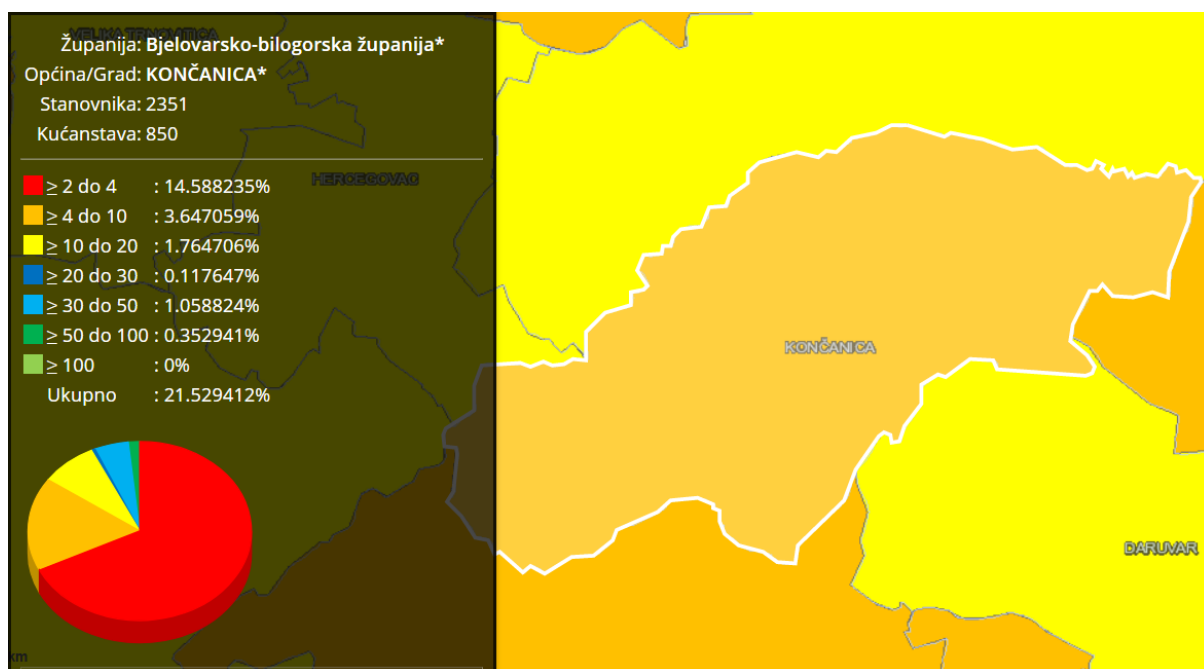 VELIKA TRNOVITICA
Županija: Bjelovarsko-bilogorska županija*
Općina/Grad: KONČANICA*
Stanovnika: 2351
Kućanstava: 850
HERCEGOVAC
≥ 2 do 4 : 14.588235%
≥ 4 do 10 : 3.647059%
≥ 10 do 20 : 1.764706%
≥ 20 do 30 : 0.117647%
≥ 30 do 50 : 1.058824%
≥ 50 do 100 : 0.352941%
≥ 100 : 0%
Ukupno : 21.529412%
KONČANICA
DARUVAR
km